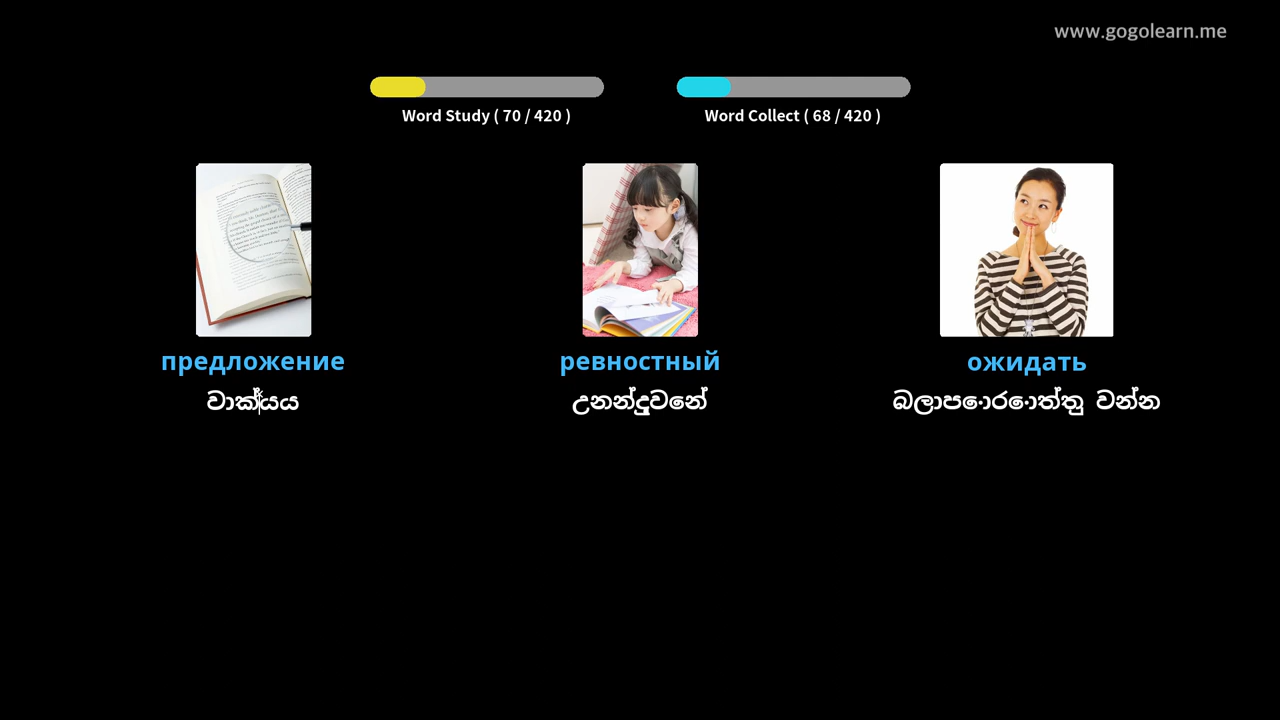 www.gogolearn.me
Word Study ( 70 / 420 )
Word Collect ( 68 / 420 )
предложение
ревностный
ожидать
වාක්‍යය
උනන්දුවනේ
බලාපොරොත්තු වන්න